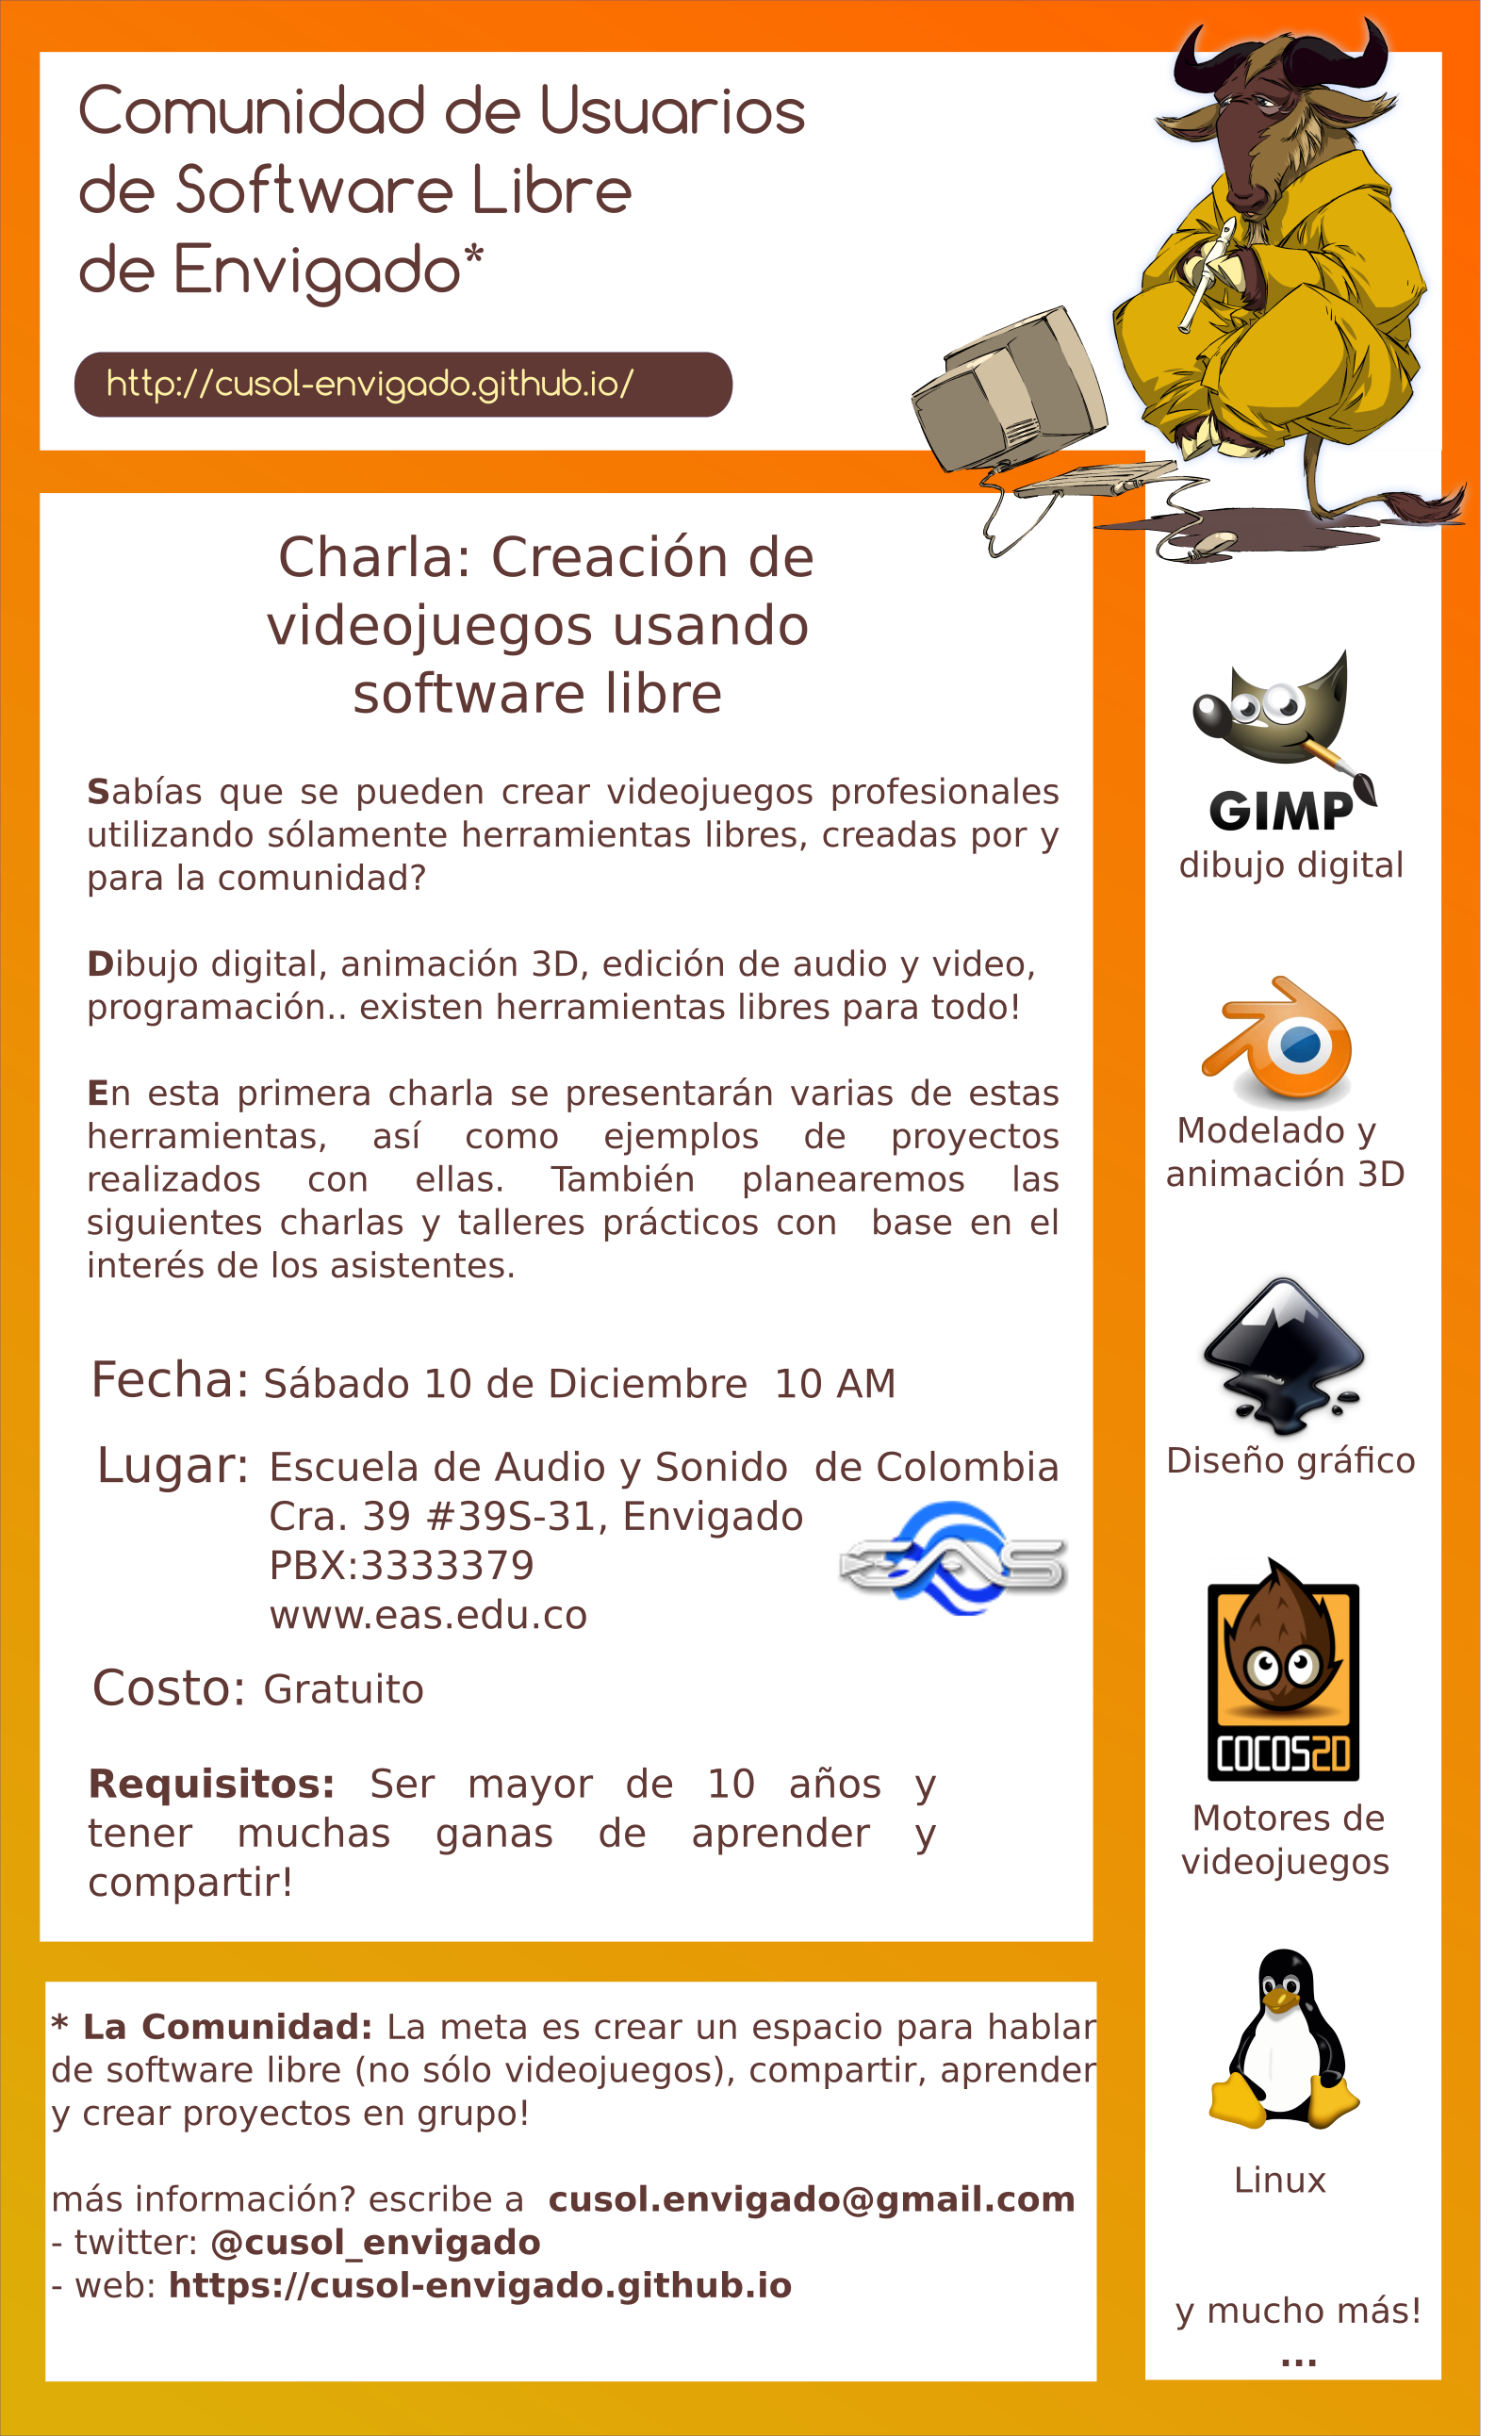 Comunidad de Usuarios
de Software Libre
de Envigado*
http://cusol-envigado.github.io/
Charla: Creación de
videojuegos usando
software libre
Sabías que se pueden crear videojuegos profesionales
utilizando sólamente herramientas libres, creadas por y
para la comunidad?
Dibujo digital, animación 3D, edición de audio y video,
programación.. existen herramientas libres para todo!
En esta primera charla se presentarán varias de estas
herramientas, así como ejemplos de proyectos
realizados con ellas. También planearemos las
siguientes charlas y talleres prácticos con  base en el
interés de los asistentes.
Fecha: Sábado 10 de Diciembre  10 AM
Lugar: Escuela de Audio y Sonido  de Colombia
Cra. 39 #39S-31, Envigado
PBX:3333379
www.eas.edu.co
EAS
Costo: Gratuito
Requisitos: Ser mayor de 10 años y
tener muchas ganas de aprender y
compartir!
* La Comunidad: La meta es crear un espacio para hablar
de software libre (no sólo videojuegos), compartir, aprender
y crear proyectos en grupo!
más información? escribe a  cusol.envigado@gmail.com
- twitter: @cusol_envigado
- web: https://cusol-envigado.github.io
GIMP
dibujo digital
Modelado y
animación 3D
Diseño gráfico
COCOS2D
Motores de
videojuegos
Linux
y mucho más!
...